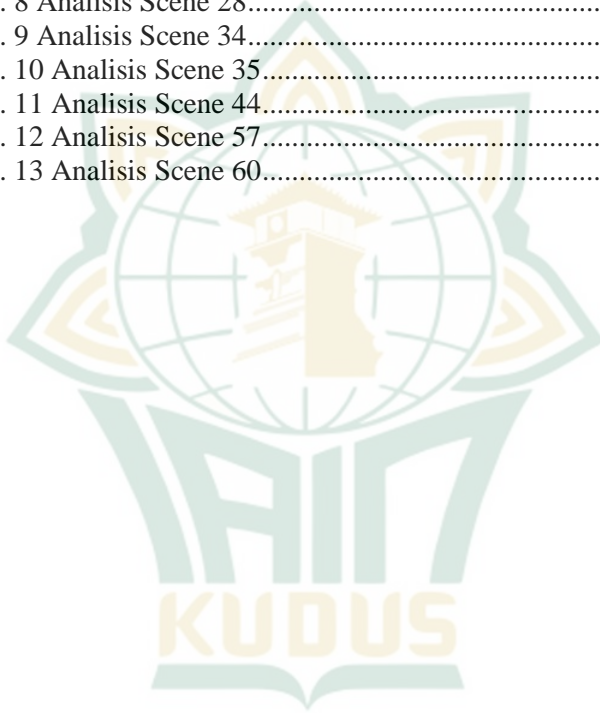 . 8 Analisis Scene 28............................................
. 9 Analisis Scene 34............................................
. 10 Analisis Scene 35..........................................
. 11 Analisis Scene 44..........................................
. 12 Analisis Scene 57..........................................
. 13 Analisis Scene 60..........................................
IAIN
KUDUS